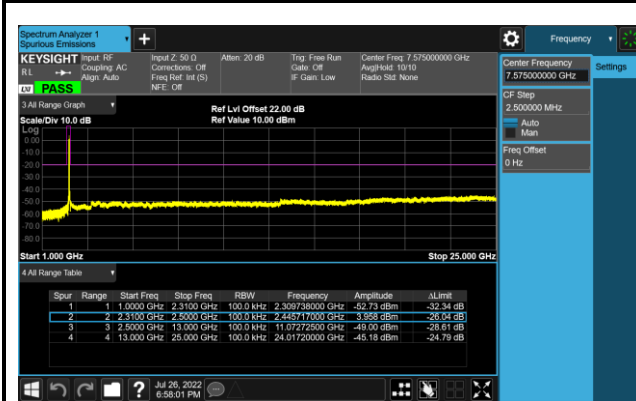 Spectrum Analyzer 1
Spurious Emissions
Frequency
KEYSIGHT
Input: RF
Coupling: AC
Align: Auto
R L
LXI
PASS
Input Z: 50 Ω
Corrections: Off
Freq Ref: Int (S)
NFE: Off
Atten: 20 dB
Trig: Free Run
Gate: Off
IF Gain: Low
Center Freq: 7.575000000 GHz
Avg|Hold: 10/10
Radio Std: None
Center Frequency
7.575000000 GHz
Settings
CF Step
2.500000 MHz
Auto
Man
Freq Offset
0 Hz
3 All Range Graph
Scale/Div 10.0 dB
Ref Lvl Offset 22.00 dB
Ref Value 10.00 dBm
Log
0.00
-10.0
-20.0
-30.0
-40.0
-50.0
-60.0
-70.0
-80.0
Start 1.000 GHz
Stop 25.000 GHz
4 All Range Table
Spur Range Start Freq Stop Freq RBW Frequency Amplitude ΔLimit
1 1 1.0000 GHz 2.3100 GHz 100.0 kHz 2.309738000 GHz -52.73 dBm -32.34 dB
2 2 2.3100 GHz 2.5000 GHz 100.0 kHz 2.445717000 GHz 3.958 dBm -26.04 dB
3 3 2.5000 GHz 13.000 GHz 100.0 kHz 11.07272500 GHz -49.00 dBm -28.61 dB
4 4 13.000 GHz 25.000 GHz 100.0 kHz 24.01720000 GHz -45.18 dBm -24.79 dB
Jul 26, 2022
6:58:01 PM